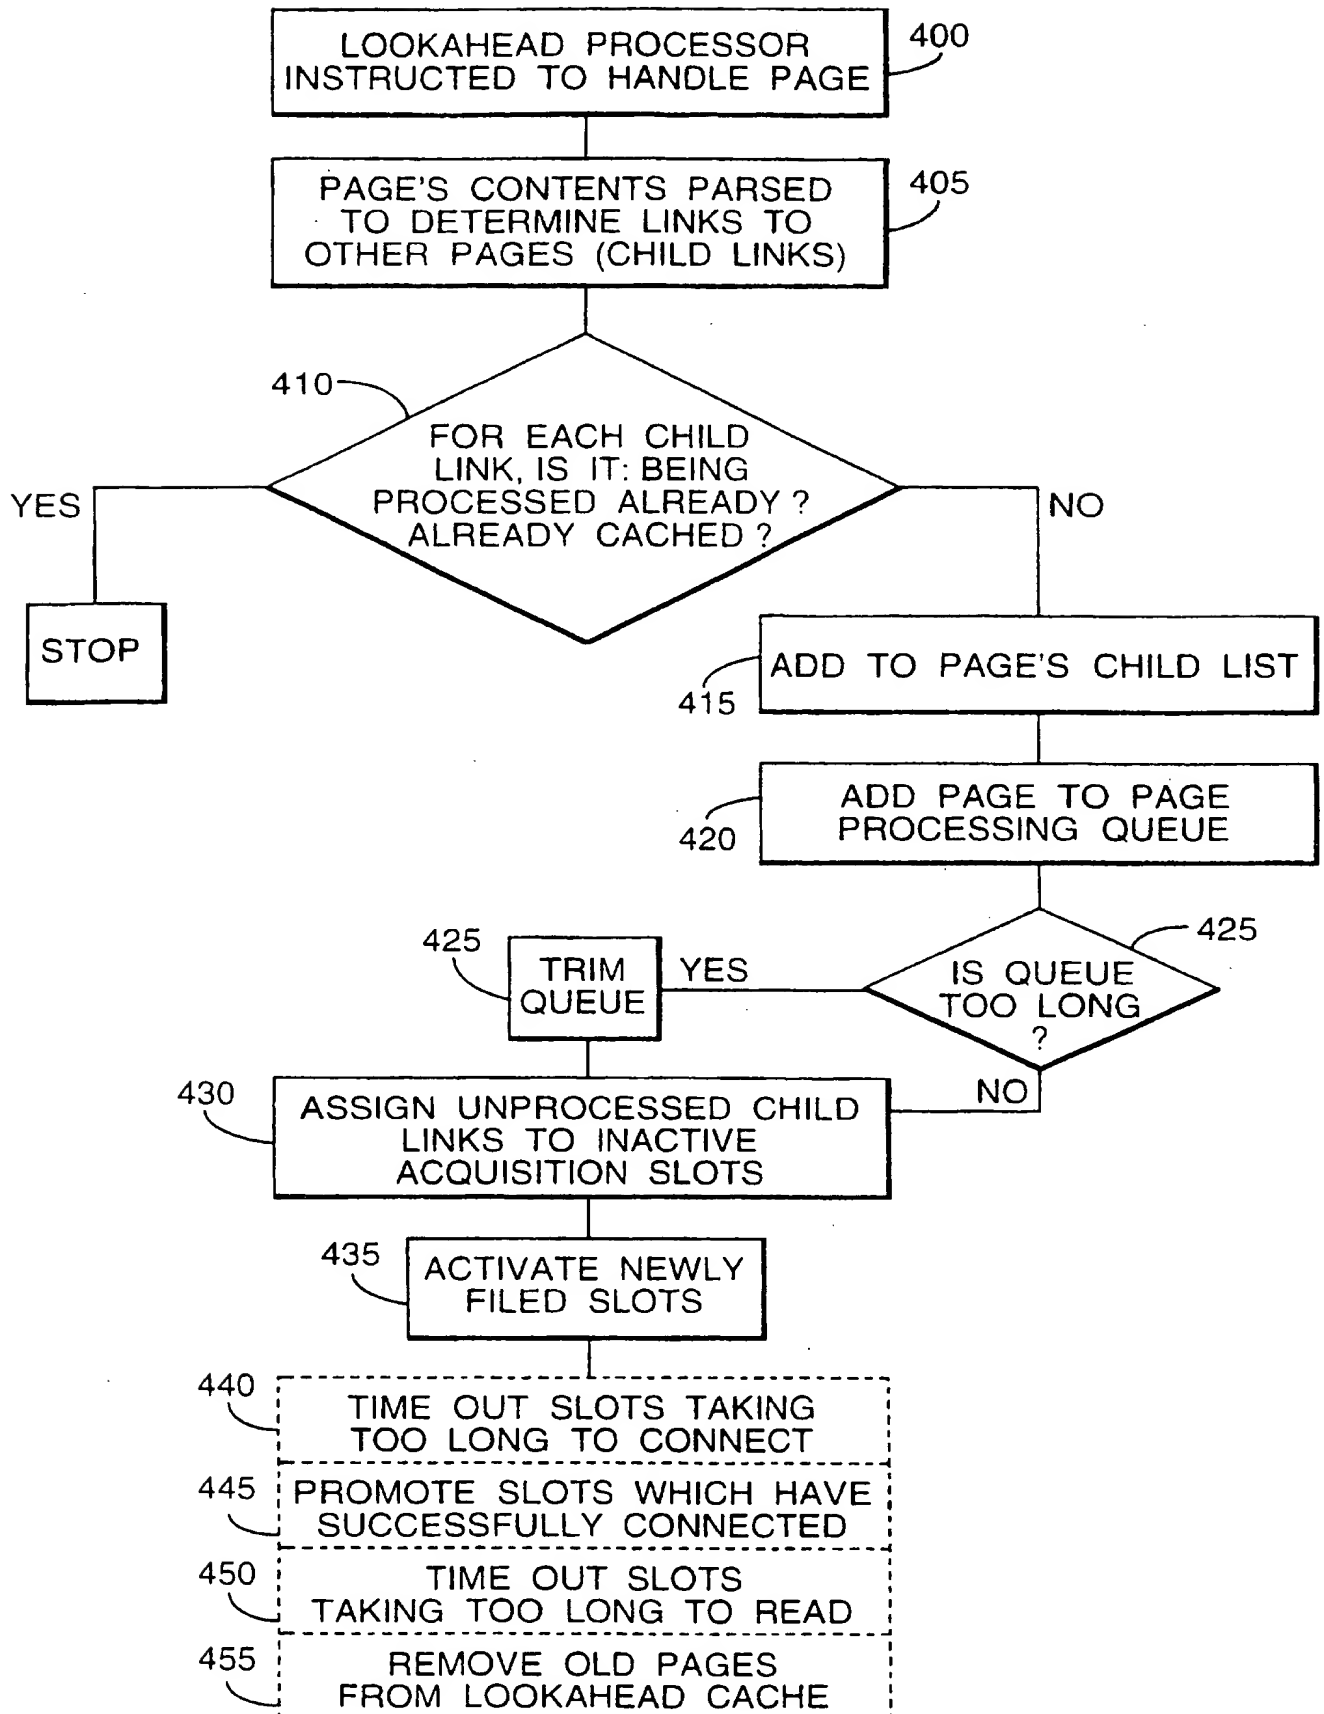 LOOKAHEAD PROCESSOR
INSTRUCTED TO HANDLE PAGE
400
PAGE'S CONTENTS PARSED
TO DETERMINE LINKS TO
OTHER PAGES (CHILD LINKS)
405
410
FOR EACH CHILD
LINK, IS IT: BEING
PROCESSED ALREADY?
ALREADY CACHED?
YES
NO
STOP
ADD TO PAGE'S CHILD LIST
415
ADD PAGE TO PAGE
PROCESSING QUEUE
420
425
IS QUEUE
TOO LONG
?
YES
425
TRIM
QUEUE
NO
430
ASSIGN UNPROCESSED CHILD
LINKS TO INACTIVE
ACQUISITION SLOTS
435
ACTIVATE NEWLY
FILED SLOTS
440
TIME OUT SLOTS TAKING
TOO LONG TO CONNECT
445
PROMOTE SLOTS WHICH HAVE
SUCCESSFULLY CONNECTED
450
TIME OUT SLOTS
TAKING TOO LONG TO READ
455
REMOVE OLD PAGES
FROM LOOKAHEAD CACHE